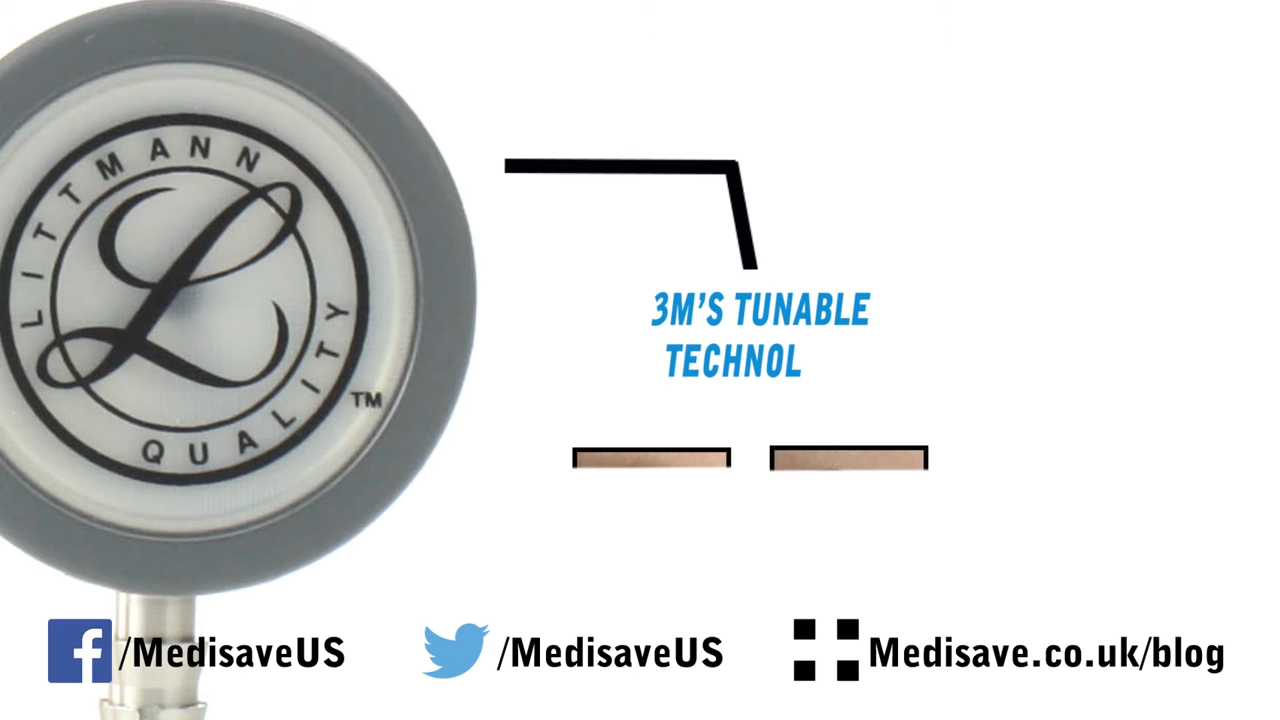 LITTMANN
L
QUALITY
TM
3M'S TUNABLE
TECHNOL
f
/MedisaveUS
/MedisaveUS
Medisave.co.uk/blog